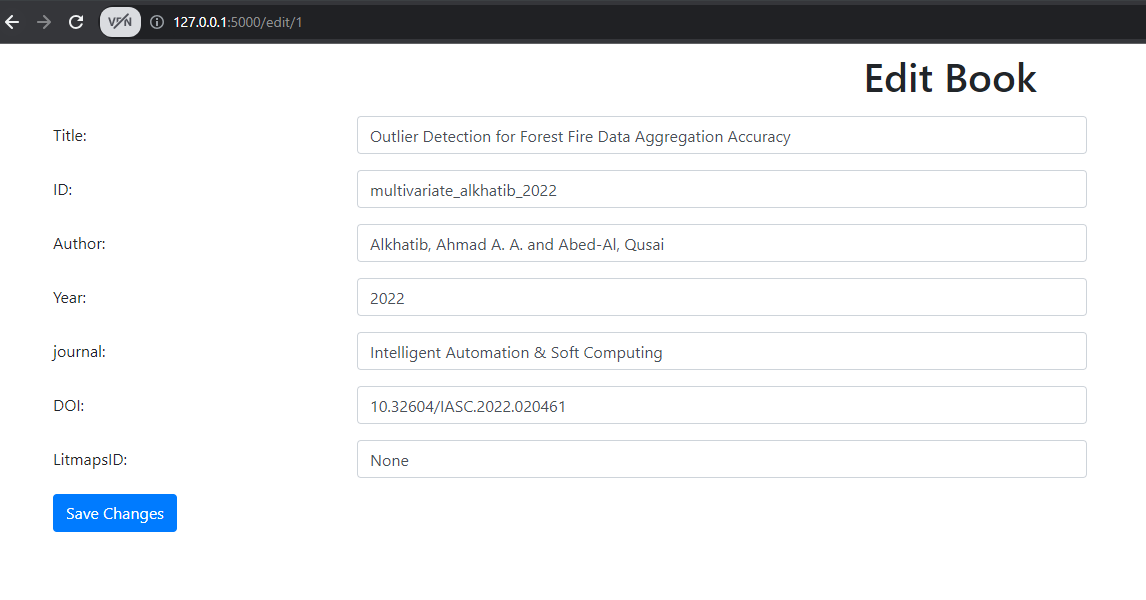 VPN 127.0.0.1:5000/edit/1
Edit Book
Title: Outlier Detection for Forest Fire Data Aggregation Accuracy
ID: multivariate_alkhatib_2022
Author: Alkhatib, Ahmad A. A. and Abed-Al, Qusai
Year: 2022
journal: Intelligent Automation & Soft Computing
DOI: 10.32604/IASC.2022.020461
LitmapsID: None
Save Changes